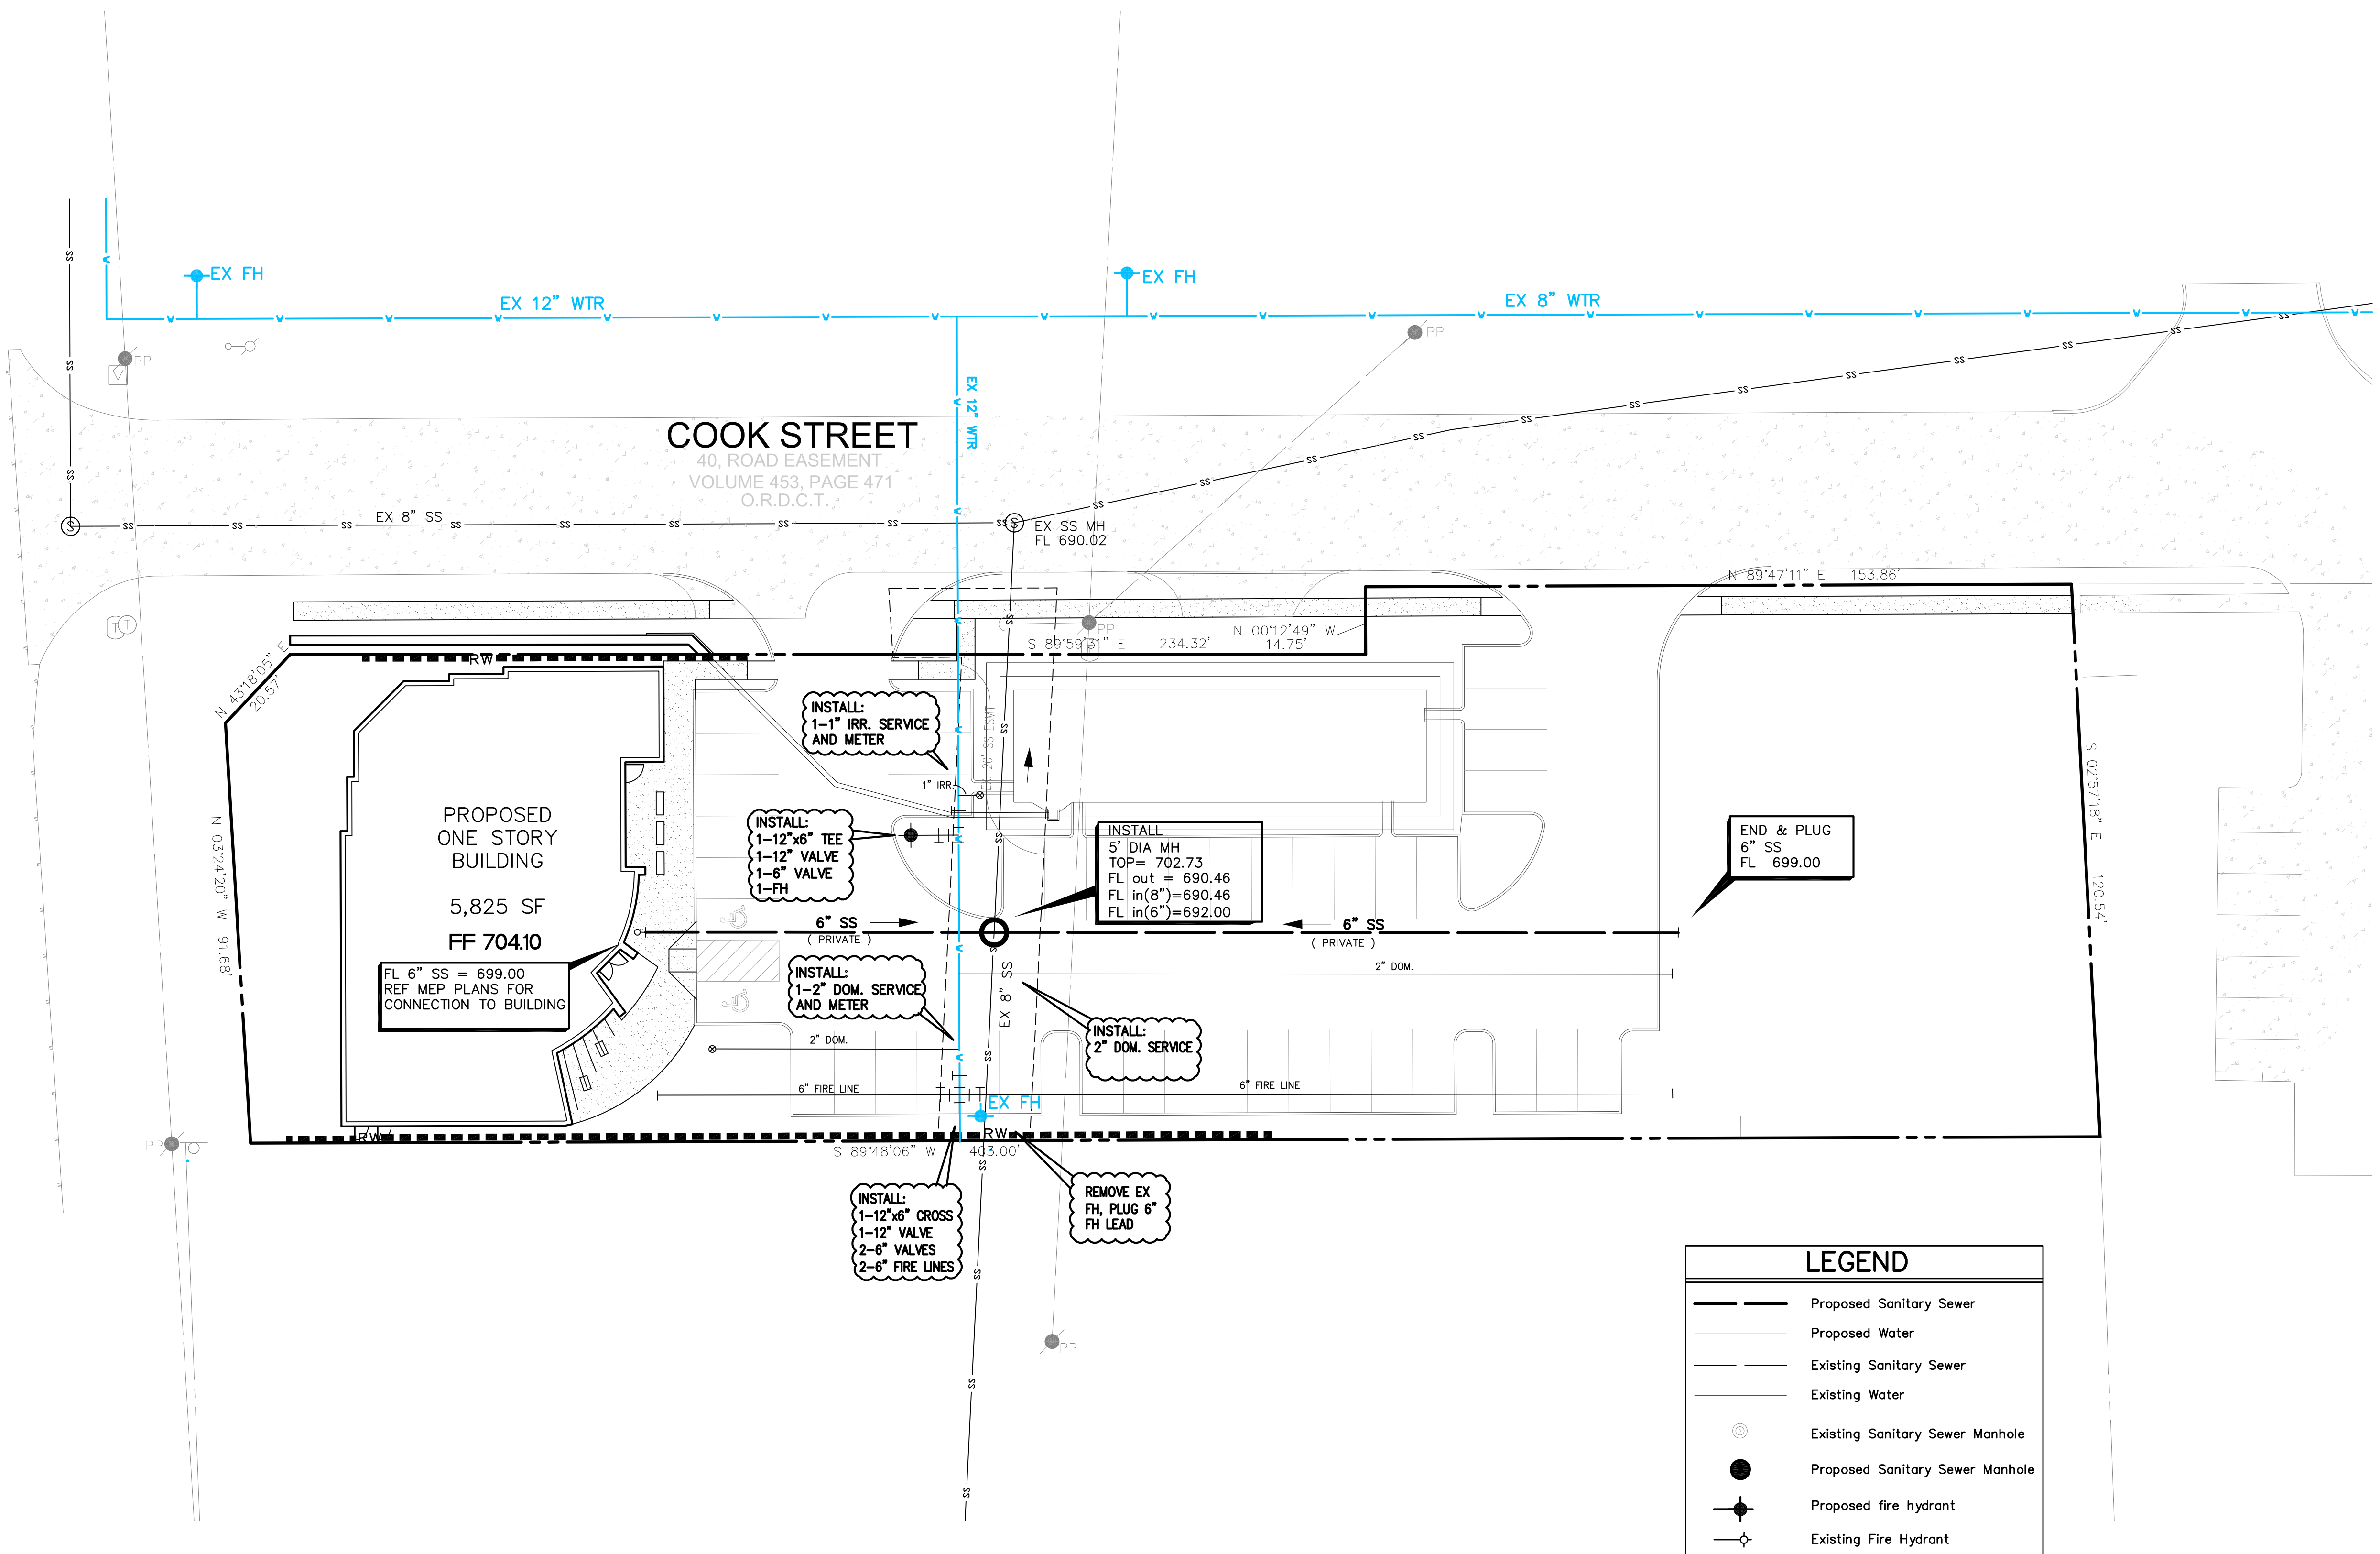 EX FH
EX FH
EX 12" WTR
EX 8" WTR
PP
PP
EX 12" WTR
COOK STREET
40, ROAD EASEMENT
VOLUME 453, PAGE 471
O.R.D.C.T.
EX 8" SS
EX SS MH
FL 690.02
N 89°47'11" E 153.86'
PP
N 00°12'49" W
14.75'
S 89°59'31" E 234.32'
N 43°18'05" E
20.57'
RW
INSTALL:
1-1" IRR. SERVICE
AND METER
EX. 20' SS ESMT
1" IRR.
PROPOSED
ONE STORY
BUILDING
5,825 SF
FF 704.10
FL 6" SS = 699.00
REF MEP PLANS FOR
CONNECTION TO BUILDING
N 03°24'20" W 91.68'
S 02°57'18" E 120.54'
INSTALL:
1-12"x6" TEE
1-12" VALVE
1-6" VALVE
1-FH
INSTALL
5' DIA MH
TOP= 702.73
FL out = 690.46
FL in(8")=690.46
FL in(6")=692.00
END & PLUG
6" SS
FL 699.00
6" SS
( PRIVATE )
6" SS
( PRIVATE )
INSTALL:
1-2" DOM. SERVICE
AND METER
2" DOM.
EX 8" SS
INSTALL:
2" DOM. SERVICE
2" DOM.
6" FIRE LINE
6" FIRE LINE
EX FH
RW
RW
PP
S 89°48'06" W 403.00'
INSTALL:
1-12"x6" CROSS
1-12" VALVE
2-6" VALVES
2-6" FIRE LINES
REMOVE EX
FH, PLUG 6"
FH LEAD
PP
LEGEND
Proposed Sanitary Sewer
Proposed Water
Existing Sanitary Sewer
Existing Water
Existing Sanitary Sewer Manhole
Proposed Sanitary Sewer Manhole
Proposed fire hydrant
Existing Fire Hydrant